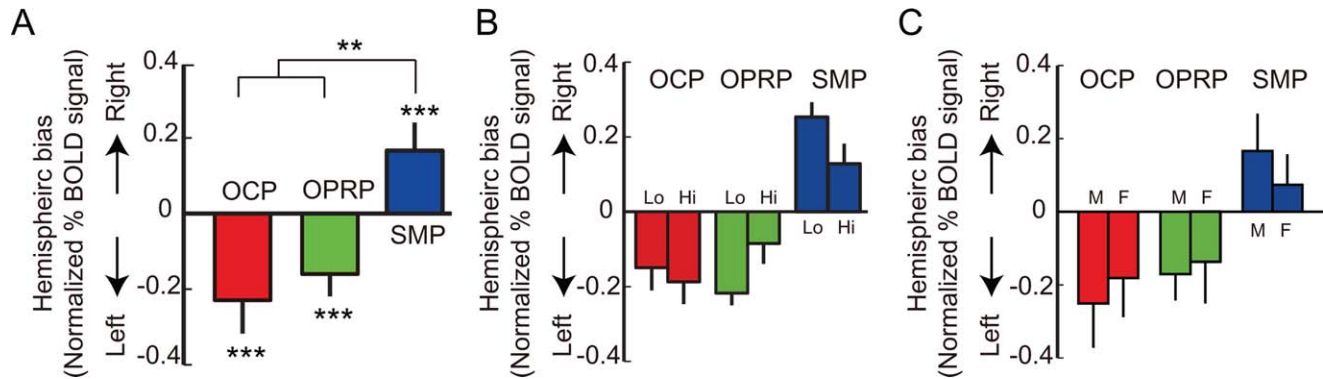 A
Hemispheirc bias
(Normalized % BOLD signal)
Left
Right
0.4
0.2
0
-0.2
-0.4
**
***
OCP
OPRP
SMP
***
***
B
Hemispheirc bias
(Normalized % BOLD signal)
Left
Right
0.4
0.2
0
-0.2
-0.4
OCP OPRP SMP
Lo Hi Lo Hi
Lo Hi
C
Hemispheirc bias
(Normalized % BOLD signal)
Left
Right
0.4
0.2
0
-0.2
-0.4
OCP OPRP SMP
M F M F
M F